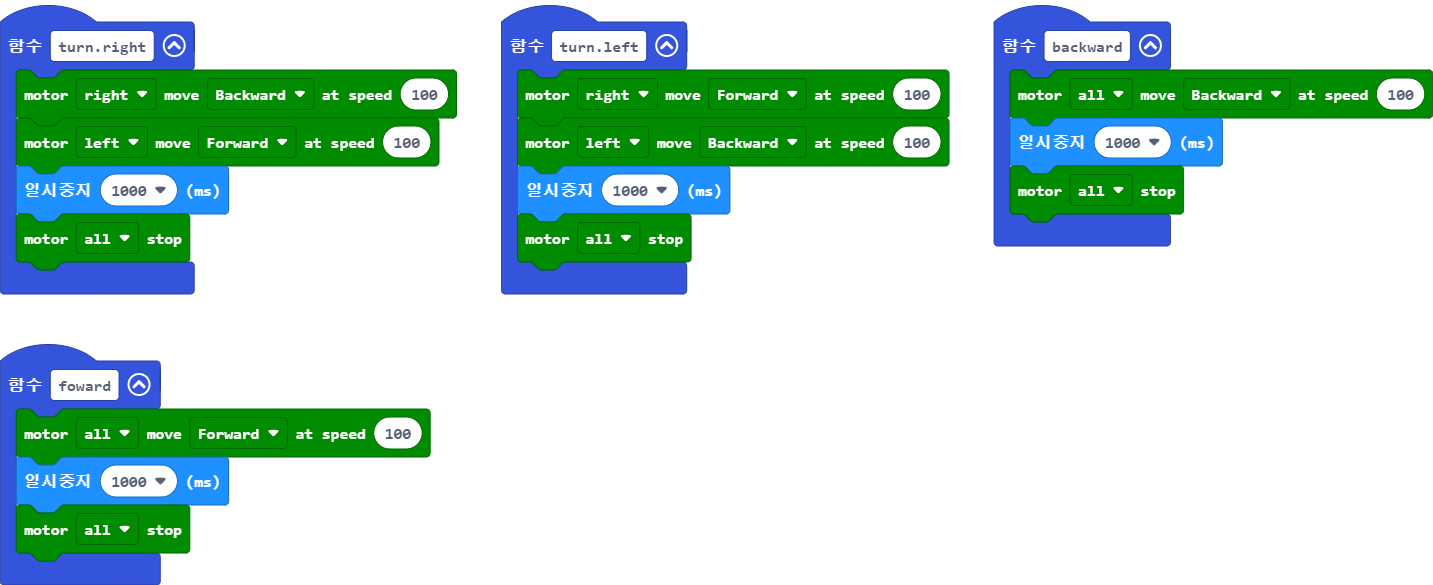 함수 turn.right
motor right move Backward at speed 100
motor left move Forward at speed 100
일시중지 1000 (ms)
motor all stop
함수 turn.left
motor right move Forward at speed 100
motor left move Backward at speed 100
일시중지 1000 (ms)
motor all stop
함수 backward
motor all move Backward at speed 100
일시중지 1000 (ms)
motor all stop
함수 foward
motor all move Forward at speed 100
일시중지 1000 (ms)
motor all stop